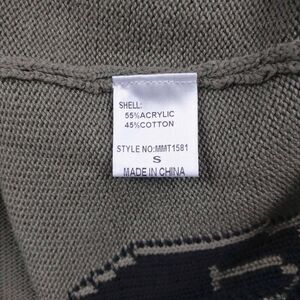 SHELL:
55%ACRYLIC
45%COTTON
STYLE NO:MMT1581
S
MADE IN CHINA